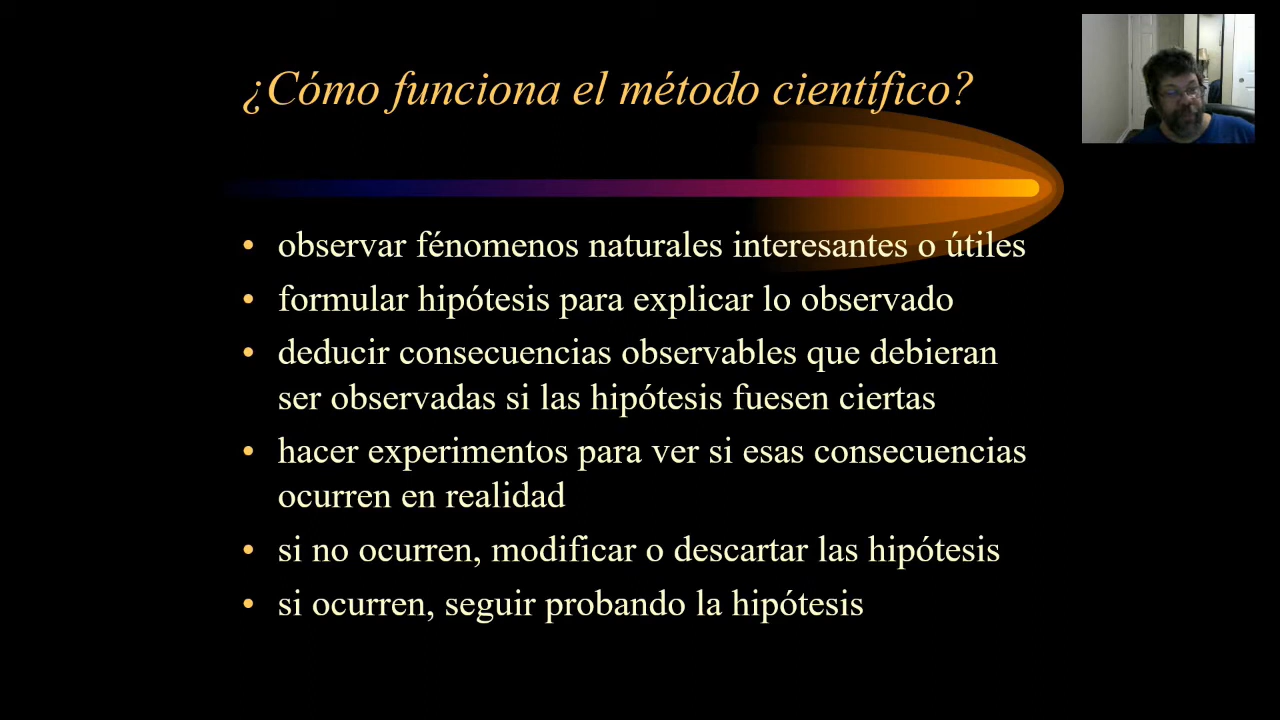 ¿Cómo funciona el método científico?
• observar fénomenos naturales interesantes o útiles
• formular hipótesis para explicar lo observado
• deducir consecuencias observables que debieran
ser observadas si las hipótesis fuesen ciertas
• hacer experimentos para ver si esas consecuencias
ocurren en realidad
• si no ocurren, modificar o descartar las hipótesis
• si ocurren, seguir probando la hipótesis